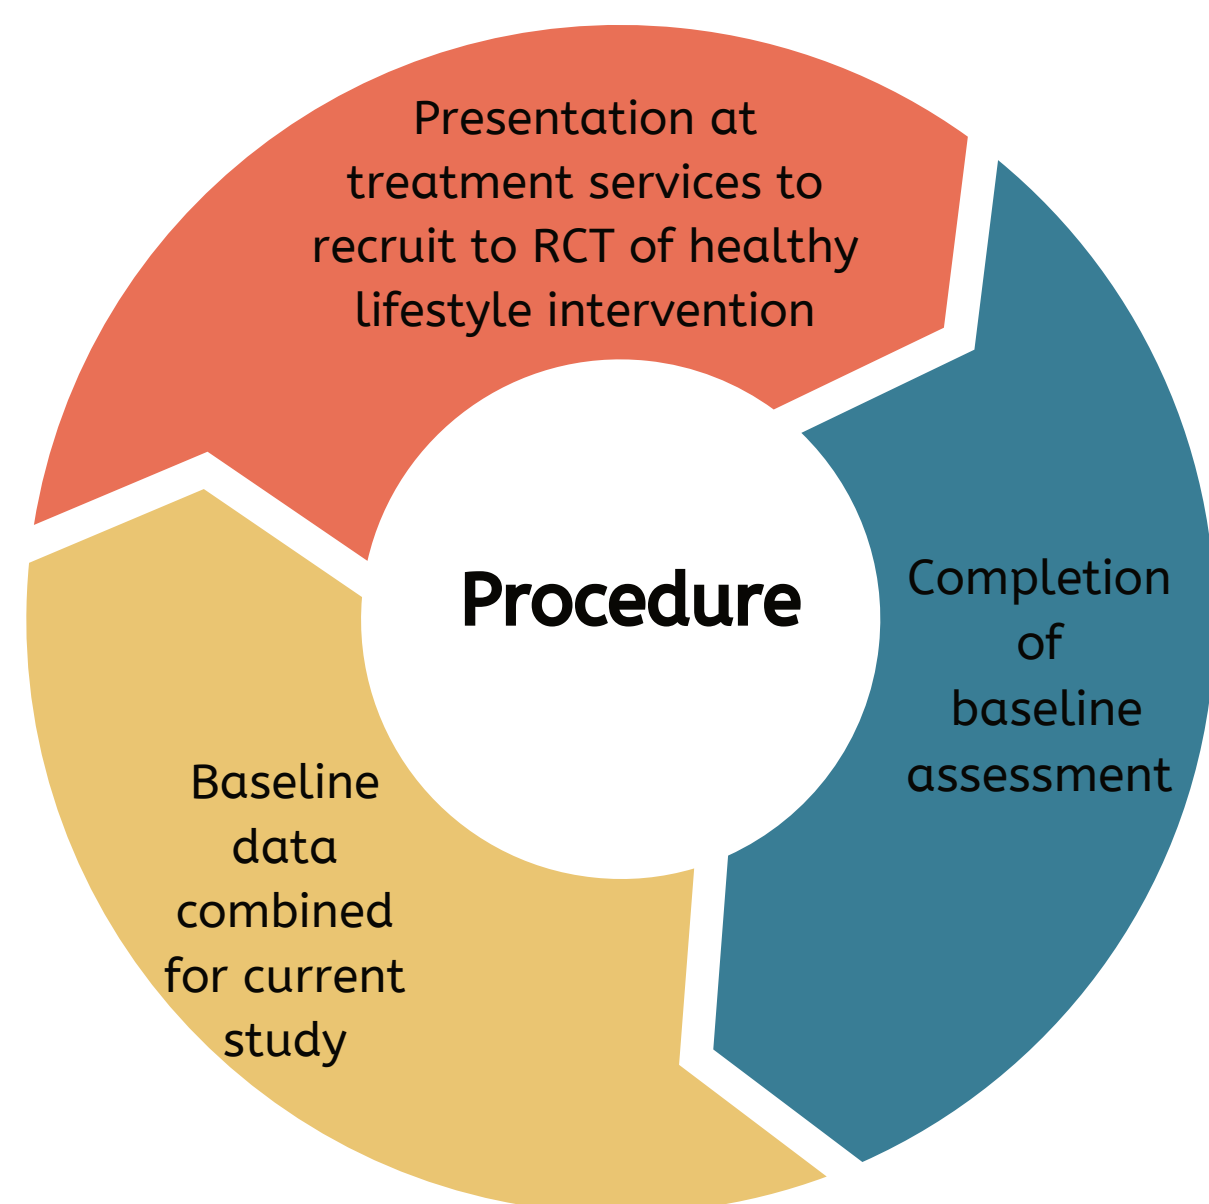 Presentation at
treatment services to
recruit to RCT of healthy
lifestyle intervention
Procedure
Completion
of
baseline
assessment
Baseline
data
combined
for current
study